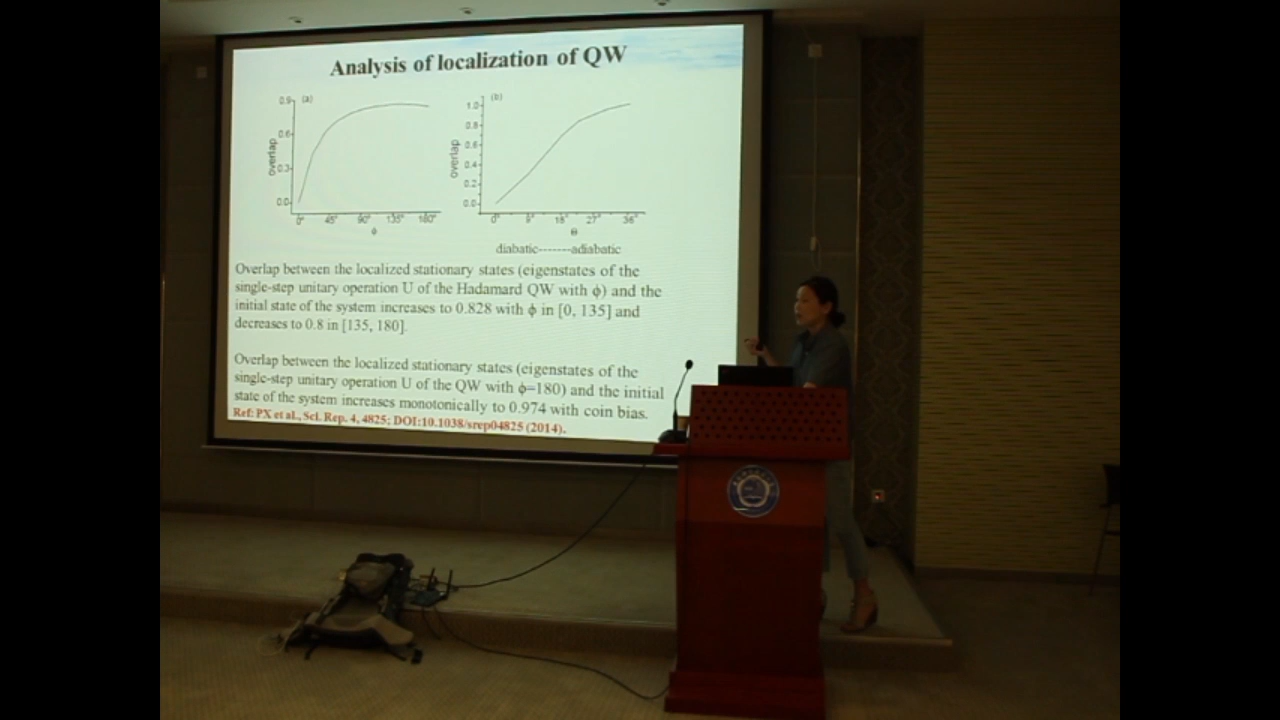 Analysis of localization of QW
0.9
(a)
0.6
0.3
0.0
overlap
0° 45° 90° 135° 180°
ϕ
(b)
1.0
0.8
0.6
0.4
0.2
0.0
overlap
0° 9° 18° 27° 36°
θ
diabatic-------adiabatic
Overlap between the localized stationary states (eigenstates of the
single-step unitary operation U of the Hadamard QW with ϕ) and the
initial state of the system increases to 0.828 with ϕ in [0, 135] and
decreases to 0.8 in [135, 180].
Overlap between the localized stationary states (eigenstates of the
single-step unitary operation U of the QW with ϕ=180) and the initial
state of the system increases monotonically to 0.974 with coin bias.
Ref: PX et al., Sci. Rep. 4, 4825; DOI:10.1038/srep04825 (2014).